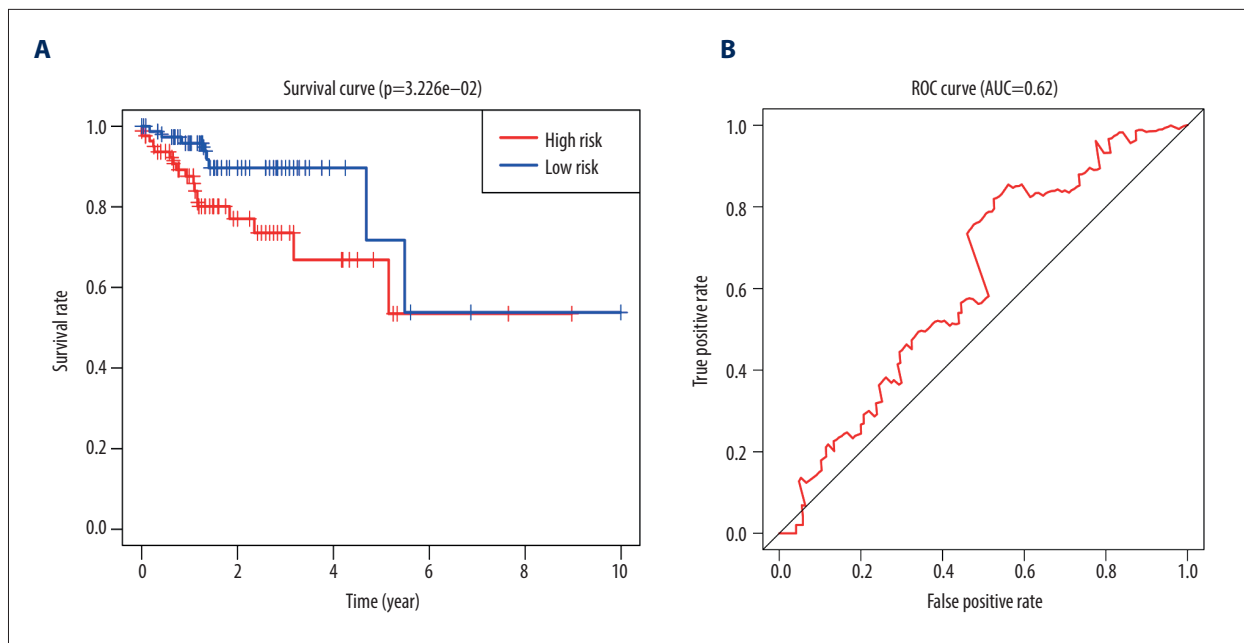 A
Survival curve (p=3.226e–02)
High risk
Low risk
1.0
0.8
0.6
0.4
0.2
0.0
Survival rate
0 2 4 6 8 10
Time (year)
B
ROC curve (AUC=0.62)
1.0
0.8
0.6
0.4
0.2
0.0
True positive rate
0.0 0.2 0.4 0.6 0.8 1.0
False positive rate